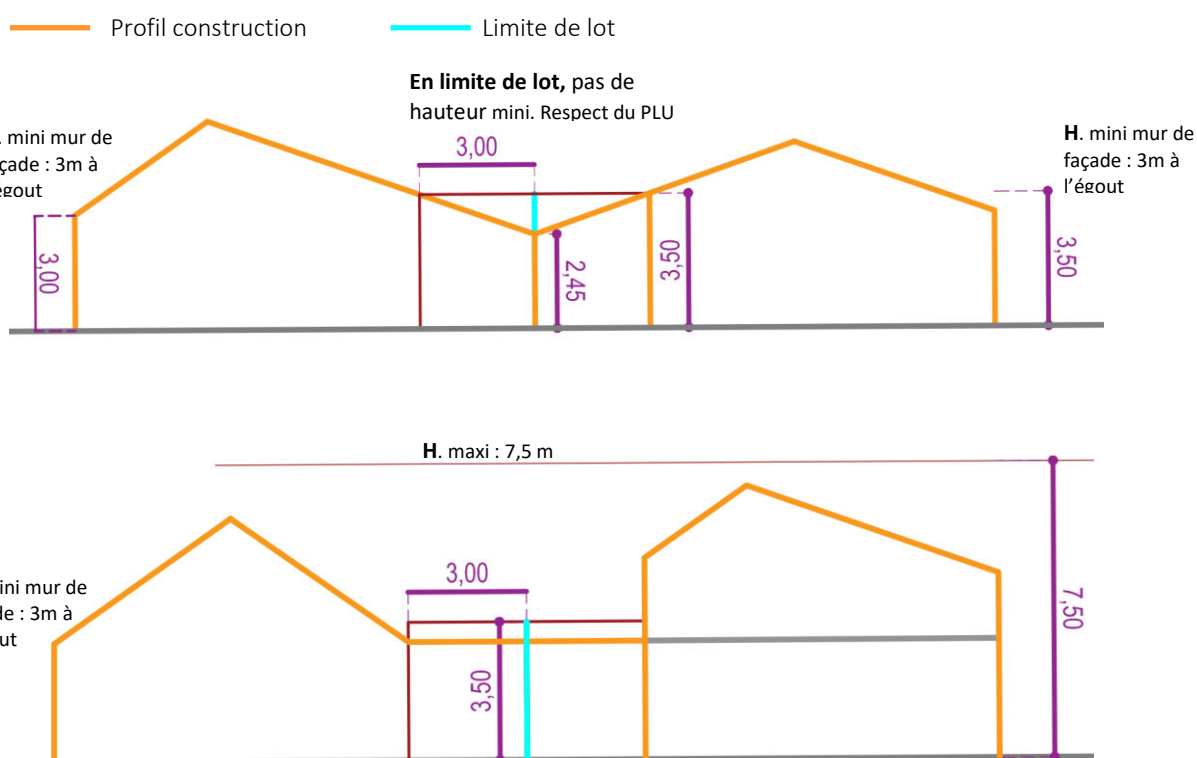 Profil construction
Limite de lot
En limite de lot, pas de
hauteur mini. Respect du PLU
. mini mur de
çade : 3m à
égout
H. mini mur de
façade : 3m à
l'égout
3,00
3,00
2,45
3,50
3,50
H. maxi : 7,5 m
ini mur de
de : 3m à
ut
3,00
3,50
7,50